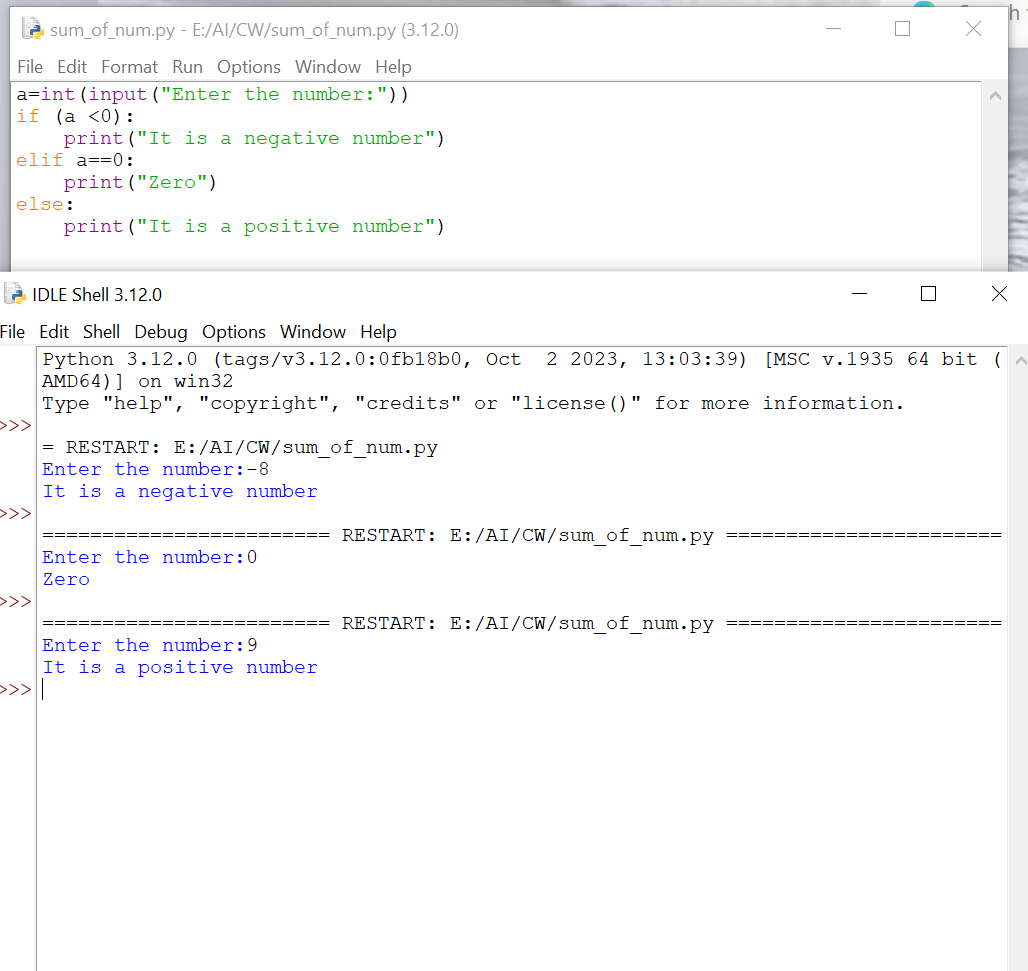 sum_of_num.py - E:/AI/CW/sum_of_num.py (3.12.0)
File Edit Format Run Options Window Help
a=int(input("Enter the number:"))
if (a <0):
    print("It is a negative number")
elif a==0:
    print("Zero")
else:
    print("It is a positive number")
IDLE Shell 3.12.0
File Edit Shell Debug Options Window Help
Python 3.12.0 (tags/v3.12.0:0fb18b0, Oct  2 2023, 13:03:39) [MSC v.1935 64 bit (
AMD64)] on win32
Type "help", "copyright", "credits" or "license()" for more information.
>>>
= RESTART: E:/AI/CW/sum_of_num.py
Enter the number:-8
It is a negative number
>>>
======================== RESTART: E:/AI/CW/sum_of_num.py =======================
Enter the number:0
Zero
>>>
======================== RESTART: E:/AI/CW/sum_of_num.py =======================
Enter the number:9
It is a positive number
>>>